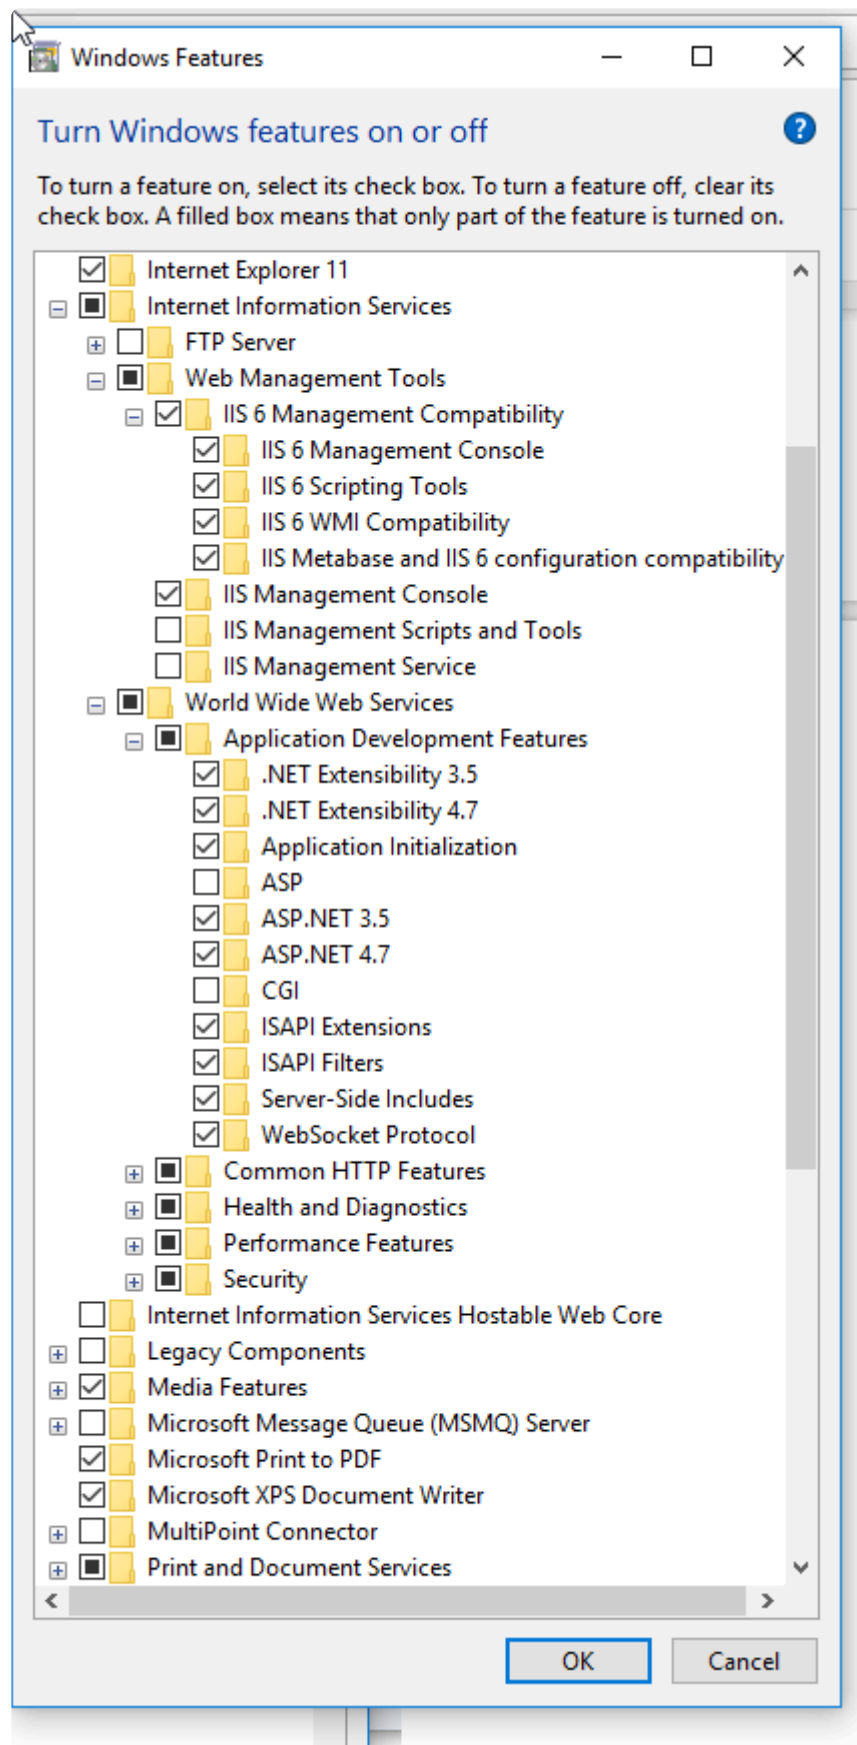 Windows Features
Turn Windows features on or off
?
To turn a feature on, select its check box. To turn a feature off, clear its
check box. A filled box means that only part of the feature is turned on.
Internet Explorer 11
Internet Information Services
FTP Server
Web Management Tools
IIS 6 Management Compatibility
IIS 6 Management Console
IIS 6 Scripting Tools
IIS 6 WMI Compatibility
IIS Metabase and IIS 6 configuration compatibility
IIS Management Console
IIS Management Scripts and Tools
IIS Management Service
World Wide Web Services
Application Development Features
.NET Extensibility 3.5
.NET Extensibility 4.7
Application Initialization
ASP
ASP.NET 3.5
ASP.NET 4.7
CGI
ISAPI Extensions
ISAPI Filters
Server-Side Includes
WebSocket Protocol
Common HTTP Features
Health and Diagnostics
Performance Features
Security
Internet Information Services Hostable Web Core
Legacy Components
Media Features
Microsoft Message Queue (MSMQ) Server
Microsoft Print to PDF
Microsoft XPS Document Writer
MultiPoint Connector
Print and Document Services
OK Cancel